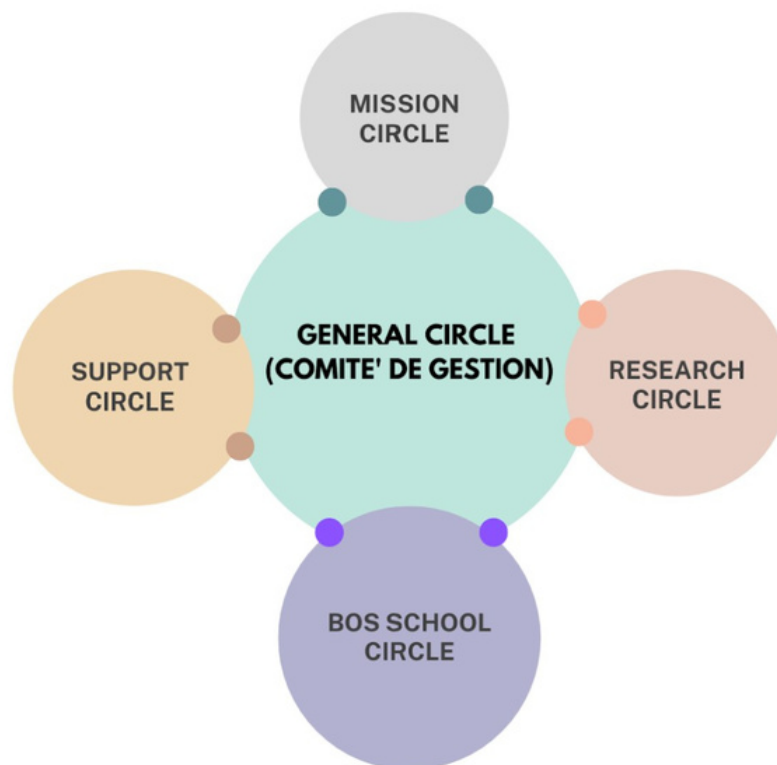 MISSION
CIRCLE
GENERAL CIRCLE
(COMITE' DE GESTION)
SUPPORT
CIRCLE
RESEARCH
CIRCLE
BOS SCHOOL
CIRCLE